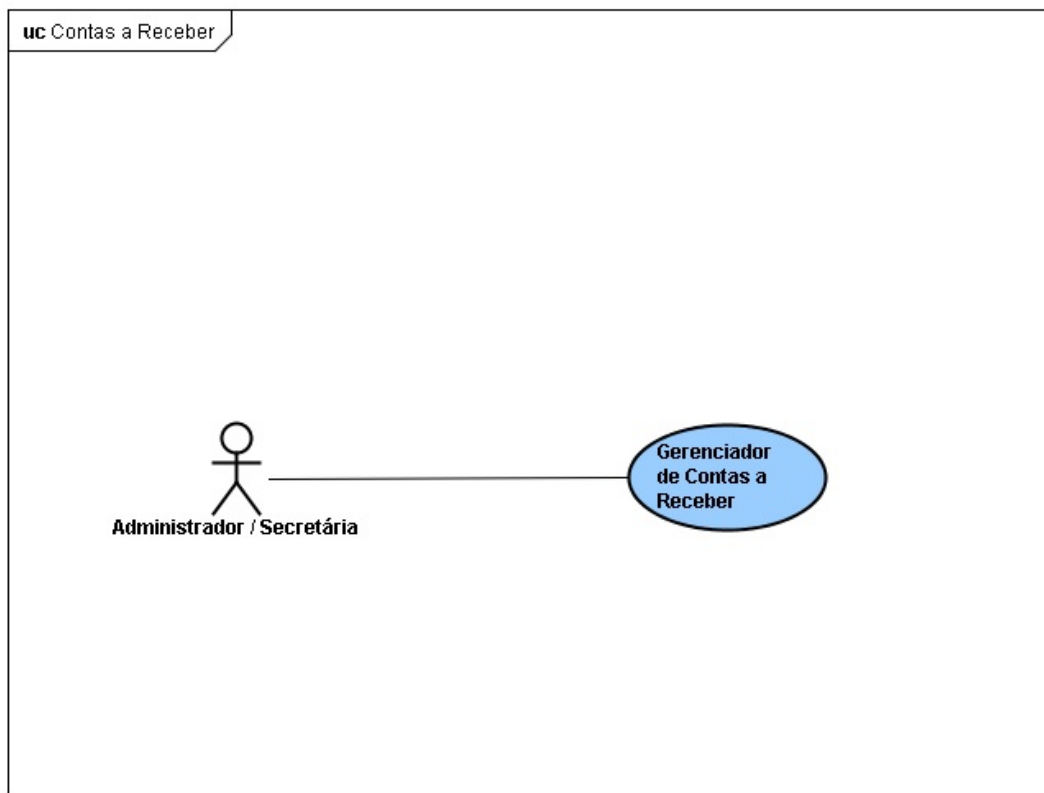 uc Contas a Receber
Gerenciador
de Contas a
Receber
Administrador / Secretária